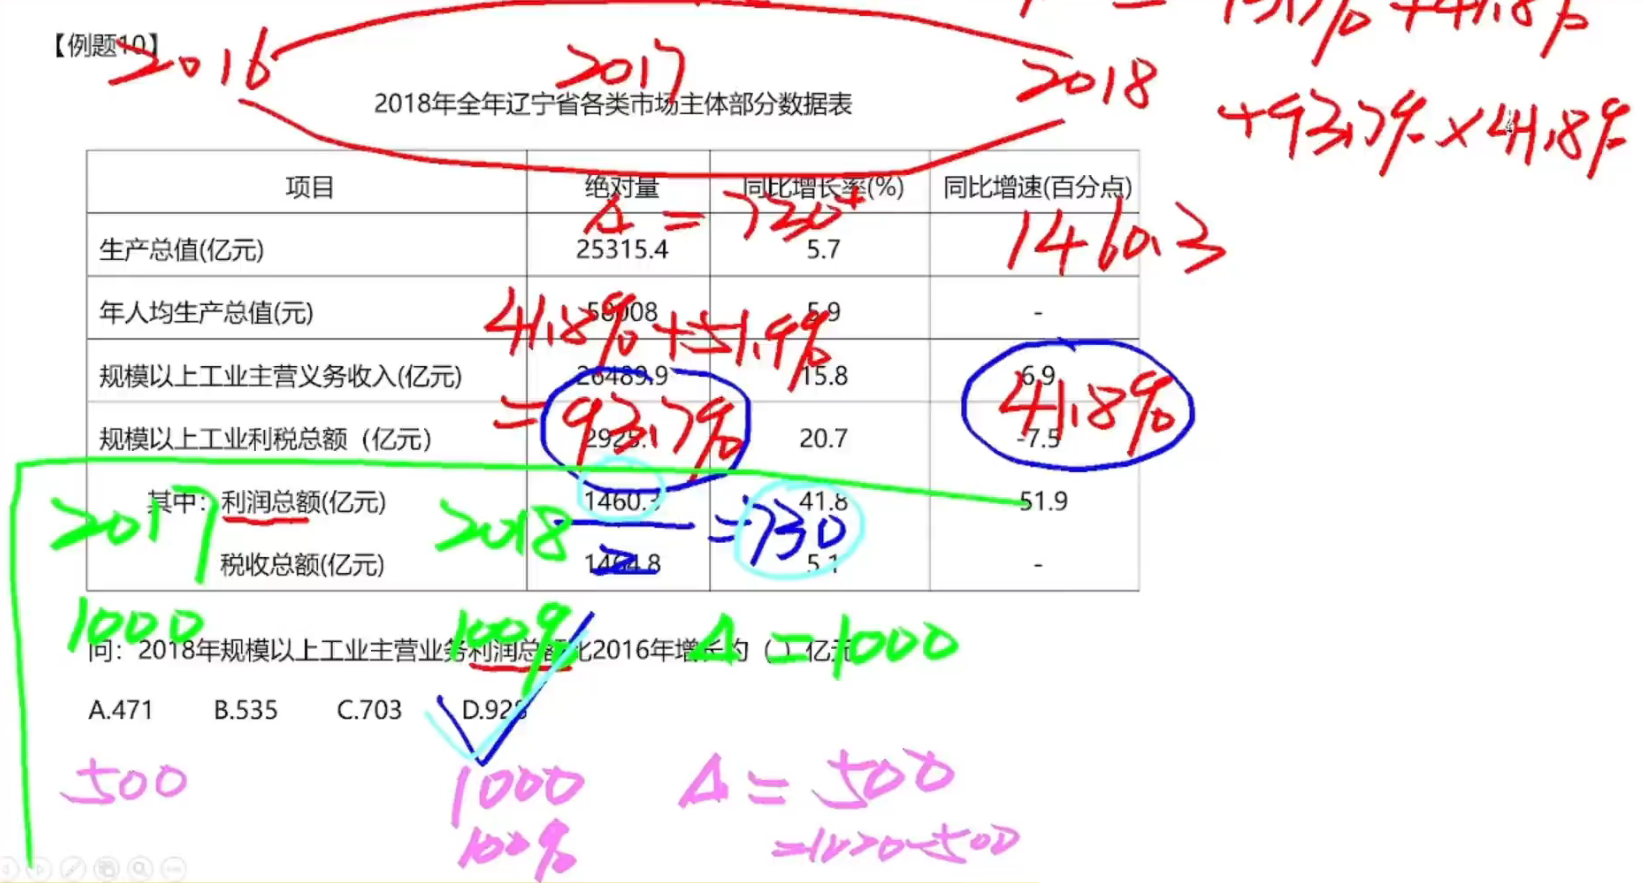 = 93.7% + 41.8%
【例题10】
2016 2017 2018
+93.7% × 41.8%
2018年全年辽宁省各类市场主体部分数据表
项目 绝对量 同比增长率(%) 同比增速(百分点)
Δ = 730+ 1460.3
生产总值(亿元) 25315.4 5.7
年人均生产总值(元) 58008 5.9 -
41.8% + 51.9%
规模以上工业主营义务收入(亿元) 26489.9 15.8 6.9
= 93.7% 41.8%
规模以上工业利税总额（亿元） 20.7 -7.5
其中：利润总额(亿元) 1460. 41.8 51.9
2017 2018 2 = 730
税收总额(亿元) 5.1 -
1000 100% Δ = 1000
问：2018年规模以上工业主营业务利润总额比2016年增长约（ ）亿元
A.471 B.535 C.703 D.928
500 1000 Δ = 500
100% =1000-500